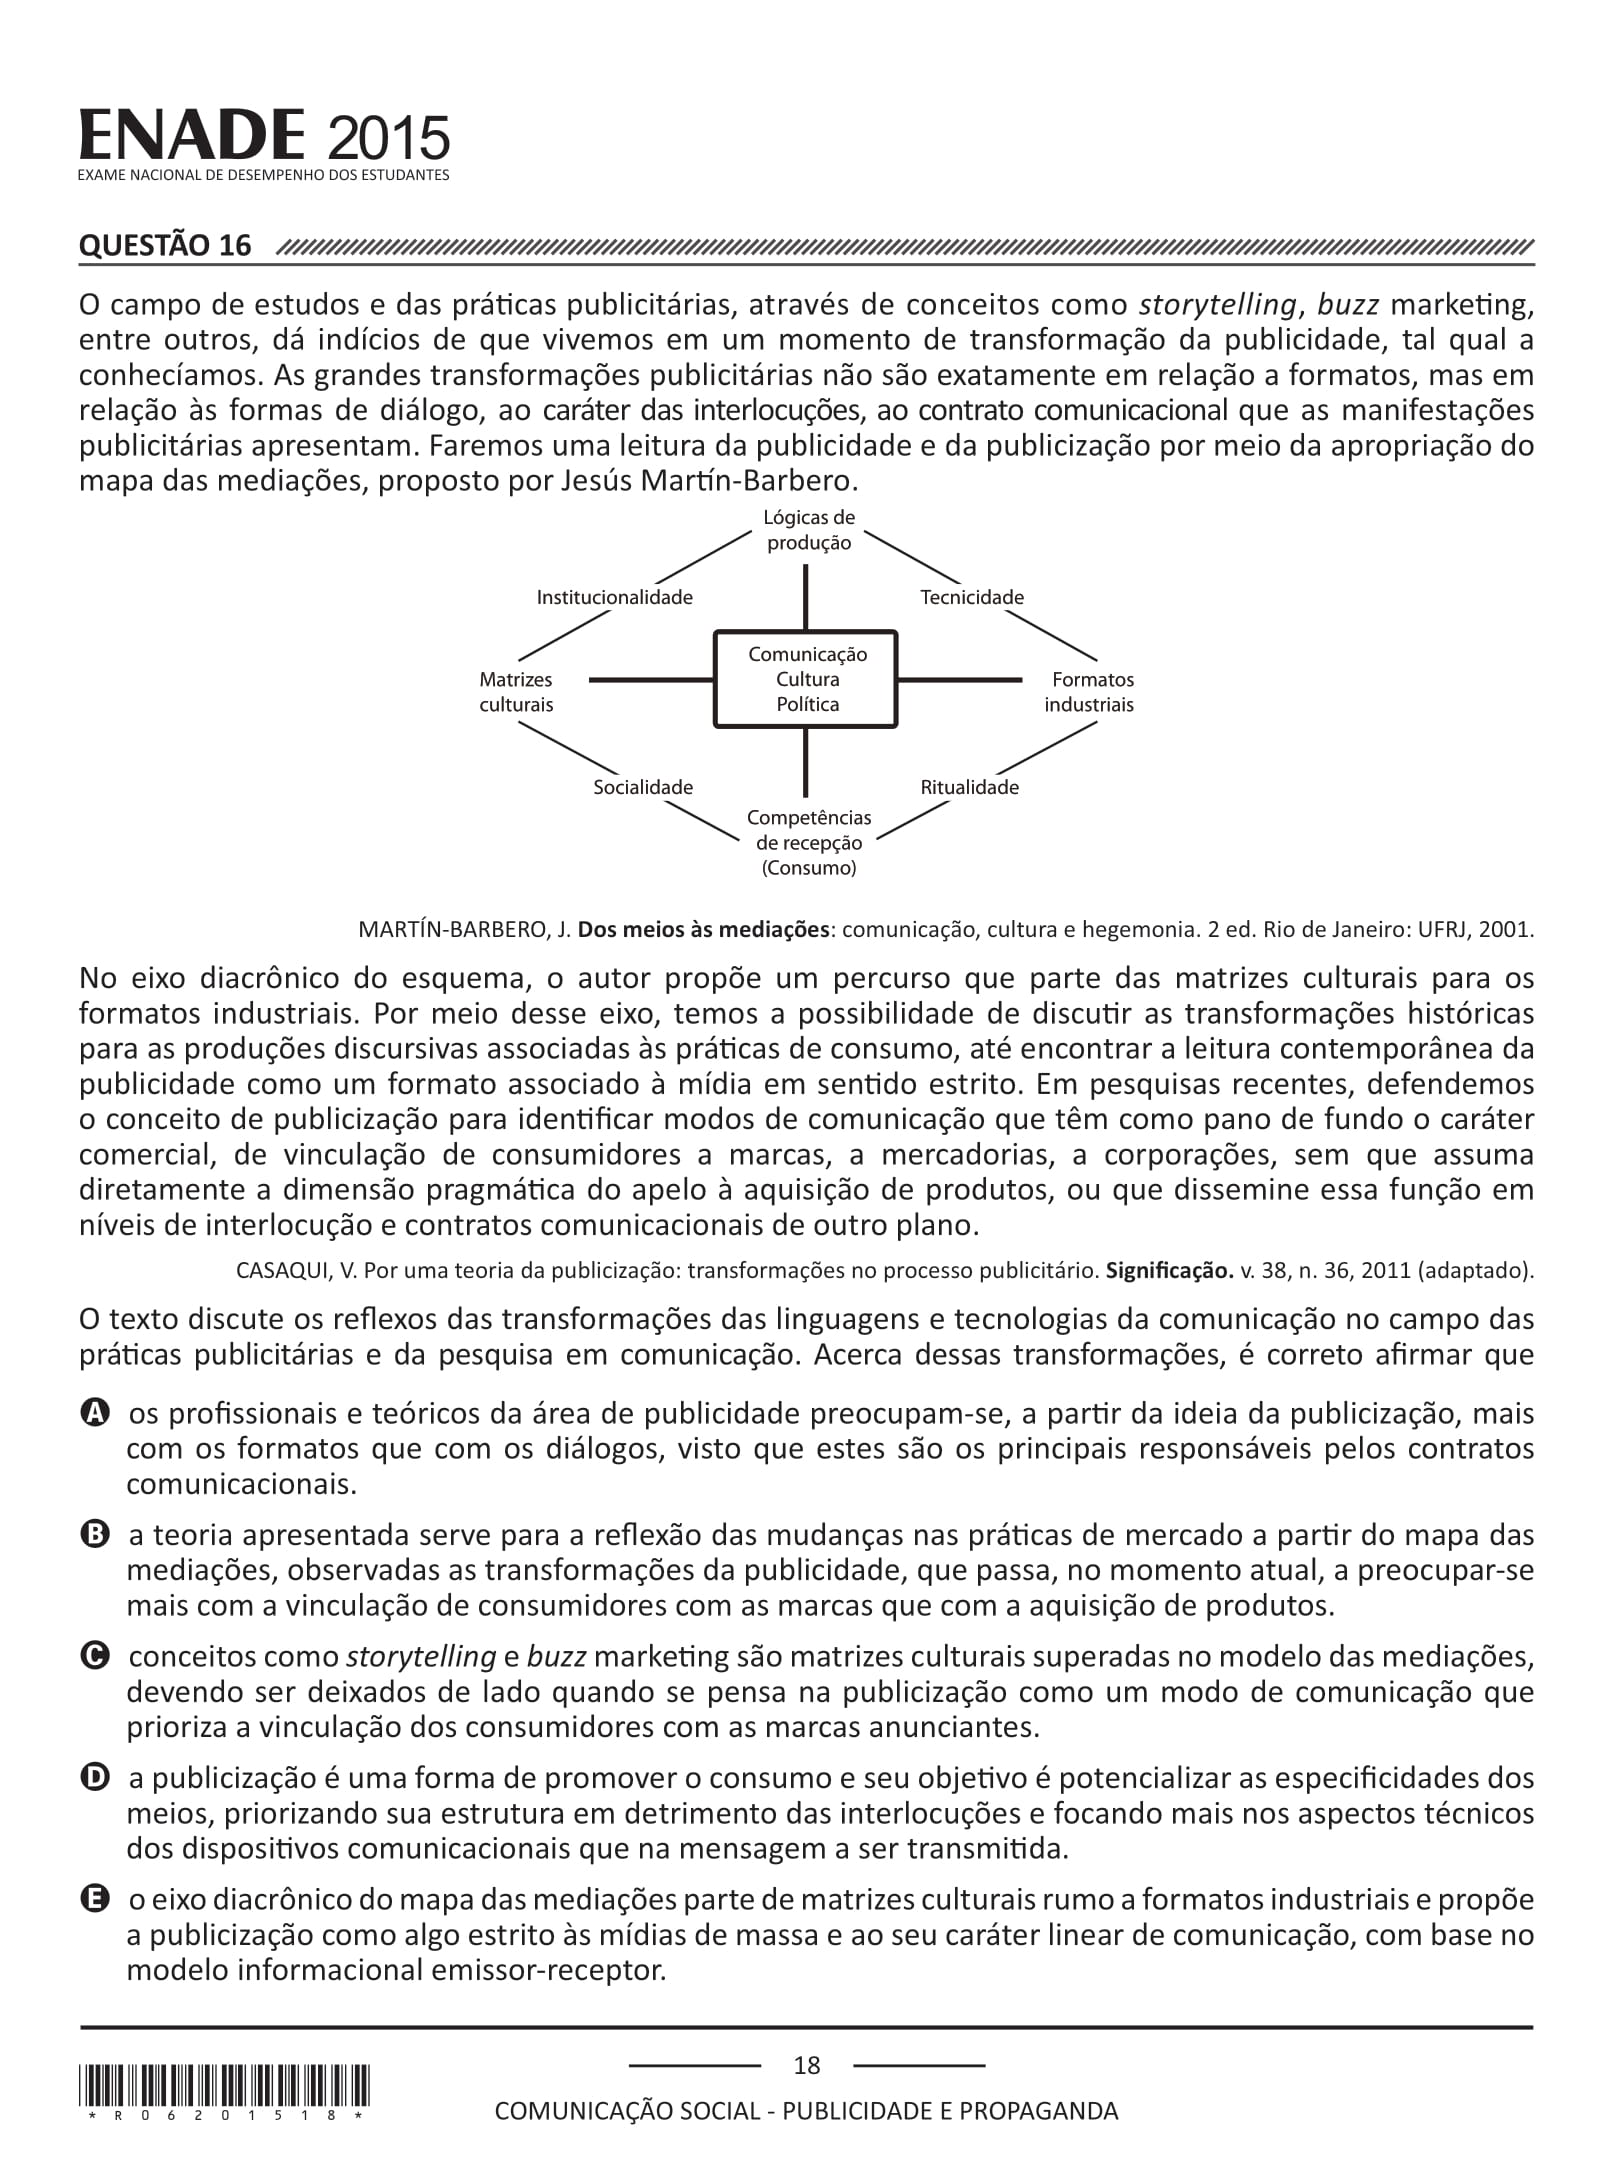 ENADE 2015
EXAME NACIONAL DE DESEMPENHO DOS ESTUDANTES
QUESTÃO 16
O campo de estudos e das práticas publicitárias, através de conceitos como storytelling, buzz marketing,
entre outros, dá indícios de que vivemos em um momento de transformação da publicidade, tal qual a
conhecíamos. As grandes transformações publicitárias não são exatamente em relação a formatos, mas em
relação às formas de diálogo, ao caráter das interlocuções, ao contrato comunicacional que as manifestações
publicitárias apresentam. Faremos uma leitura da publicidade e da publicização por meio da apropriação do
mapa das mediações, proposto por Jesús Martín-Barbero.
Lógicas de
produção
Institucionalidade
Tecnicidade
Comunicação
Cultura
Política
Matrizes
culturais
Formatos
industriais
Socialidade
Ritualidade
Competências
de recepção
(Consumo)
MARTÍN-BARBERO, J. Dos meios às mediações: comunicação, cultura e hegemonia. 2 ed. Rio de Janeiro: UFRJ, 2001.
No eixo diacrônico do esquema, o autor propõe um percurso que parte das matrizes culturais para os
formatos industriais. Por meio desse eixo, temos a possibilidade de discutir as transformações históricas
para as produções discursivas associadas às práticas de consumo, até encontrar a leitura contemporânea da
publicidade como um formato associado à mídia em sentido estrito. Em pesquisas recentes, defendemos
o conceito de publicização para identificar modos de comunicação que têm como pano de fundo o caráter
comercial, de vinculação de consumidores a marcas, a mercadorias, a corporações, sem que assuma
diretamente a dimensão pragmática do apelo à aquisição de produtos, ou que dissemine essa função em
níveis de interlocução e contratos comunicacionais de outro plano.
CASAQUI, V. Por uma teoria da publicização: transformações no processo publicitário. Significação. v. 38, n. 36, 2011 (adaptado).
O texto discute os reflexos das transformações das linguagens e tecnologias da comunicação no campo das
práticas publicitárias e da pesquisa em comunicação. Acerca dessas transformações, é correto afirmar que
A os profissionais e teóricos da área de publicidade preocupam-se, a partir da ideia da publicização, mais
com os formatos que com os diálogos, visto que estes são os principais responsáveis pelos contratos
comunicacionais.
B a teoria apresentada serve para a reflexão das mudanças nas práticas de mercado a partir do mapa das
mediações, observadas as transformações da publicidade, que passa, no momento atual, a preocupar-se
mais com a vinculação de consumidores com as marcas que com a aquisição de produtos.
C conceitos como storytelling e buzz marketing são matrizes culturais superadas no modelo das mediações,
devendo ser deixados de lado quando se pensa na publicização como um modo de comunicação que
prioriza a vinculação dos consumidores com as marcas anunciantes.
D a publicização é uma forma de promover o consumo e seu objetivo é potencializar as especificidades dos
meios, priorizando sua estrutura em detrimento das interlocuções e focando mais nos aspectos técnicos
dos dispositivos comunicacionais que na mensagem a ser transmitida.
E o eixo diacrônico do mapa das mediações parte de matrizes culturais rumo a formatos industriais e propõe
a publicização como algo estrito às mídias de massa e ao seu caráter linear de comunicação, com base no
modelo informacional emissor-receptor.
18
*R06201518*
COMUNICAÇÃO SOCIAL - PUBLICIDADE E PROPAGANDA